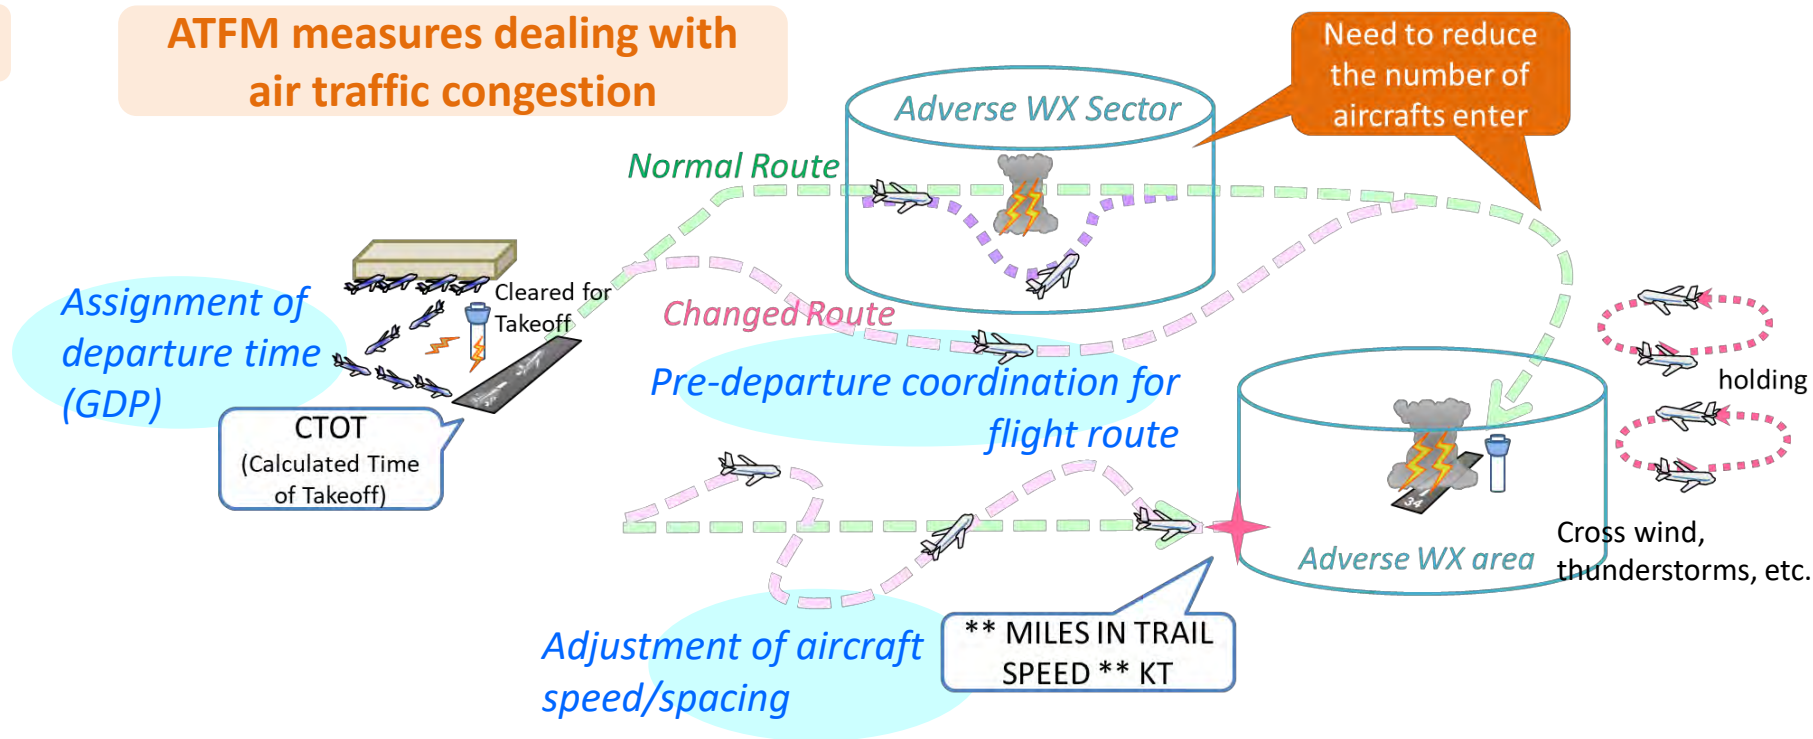 ATFM measures dealing with
air traffic congestion
Need to reduce
the number of
aircrafts enter
Adverse WX Sector
Normal Route
Cleared for
Takeoff
Assignment of
departure time
(GDP)
Changed Route
Pre-departure coordination for
flight route
holding
CTOT
(Calculated Time
of Takeoff)
34
Cross wind,
thunderstorms, etc.
Adverse WX area
** MILES IN TRAIL
SPEED ** KT
Adjustment of aircraft
speed/spacing